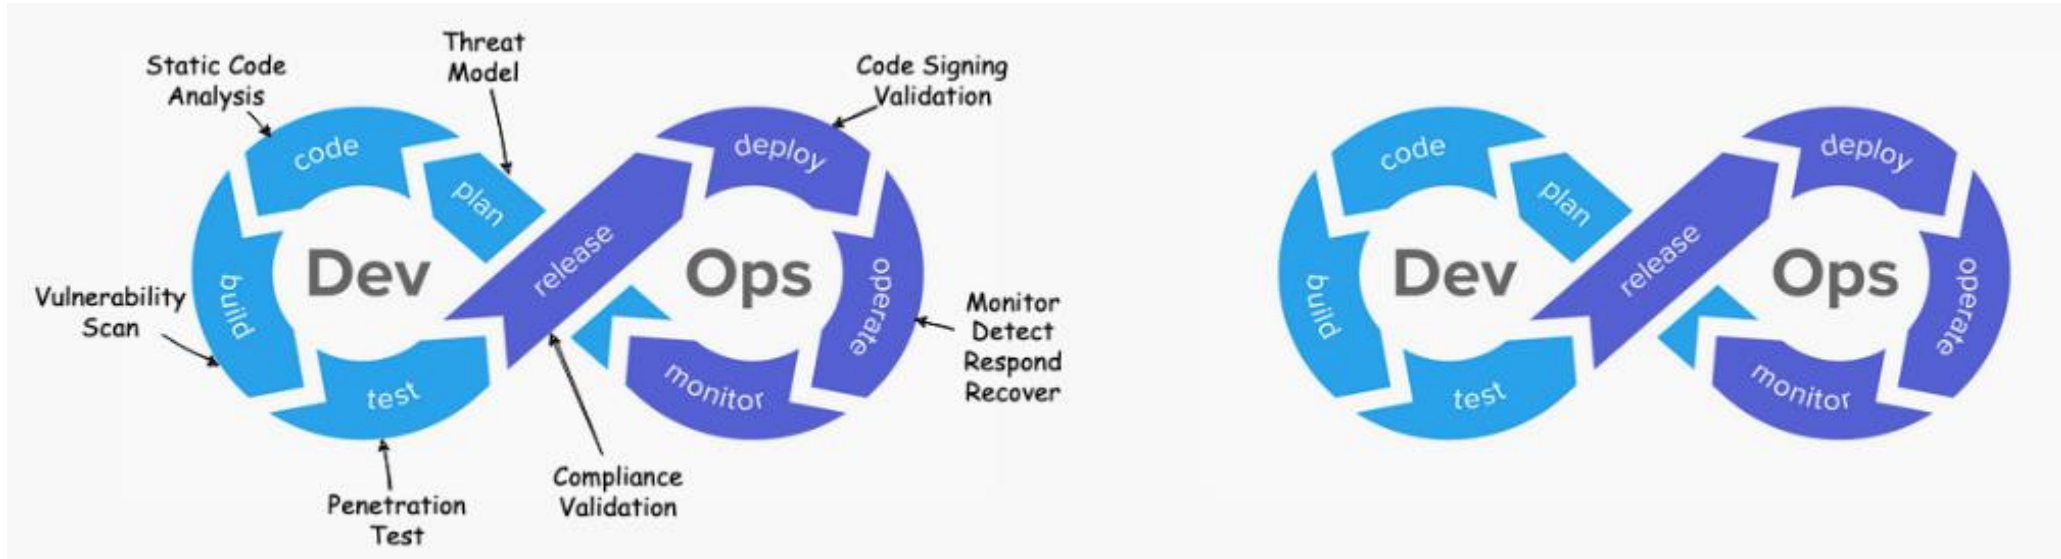 Threat
Model
Static Code
Analysis
Code Signing
Validation
code
plan
deploy
Dev
release
Ops
build
operate
Vulnerability
Scan
Monitor
Detect
Respond
Recover
test
monitor
Compliance
Validation
Penetration
Test
code
plan
deploy
Dev
release
Ops
build
operate
test
monitor